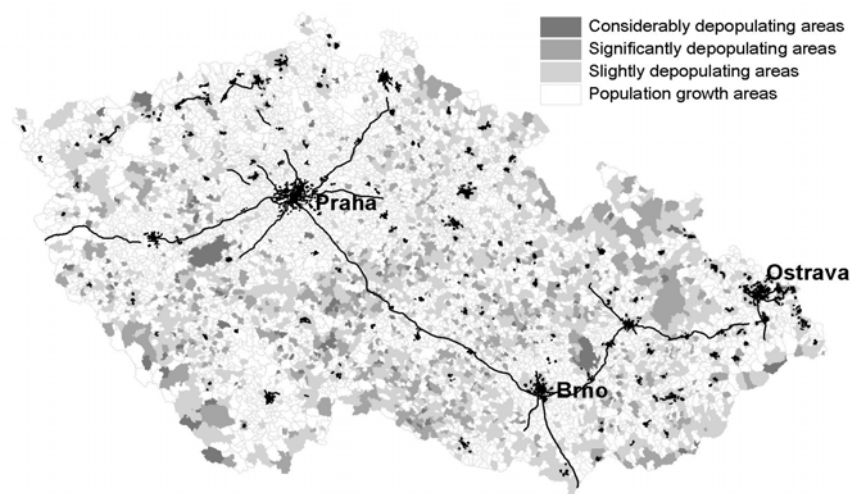 Considerably depopulating areas
Significantly depopulating areas
Slightly depopulating areas
Population growth areas
Praha
Ostrava
Brno